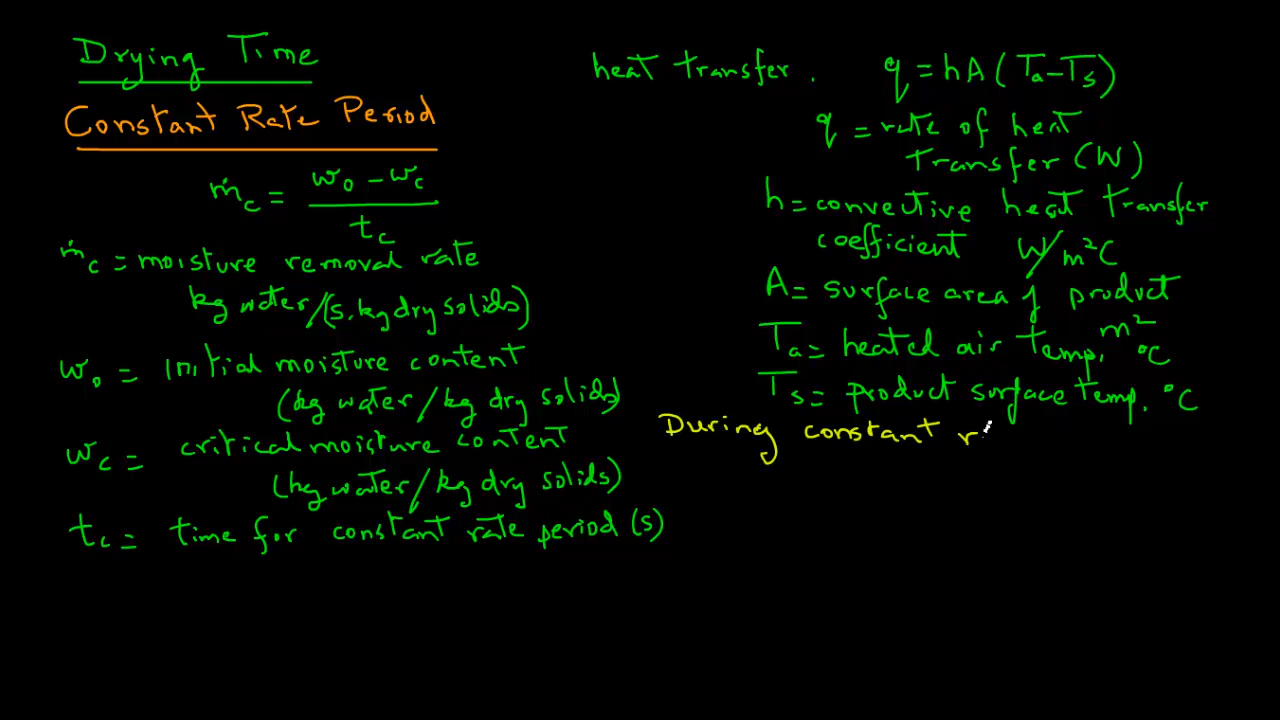 Drying Time
Constant Rate Period
ṁc = w₀ - wc / tc
ṁc = moisture removal rate
kg water/(s. kg dry solids)
w₀ = initial moisture content
(kg water/kg dry solids)
wc = critical moisture content
(kg water/kg dry solids)
tc = time for constant rate period (s)
heat transfer. q = hA(Ta-Ts)
q = rate of heat
transfer (W)
h = convective heat transfer
coefficient W/m²C
A = surface area of product
m²
Ta = heated air temp. °C
Ts = product surface temp. °C
During constant r